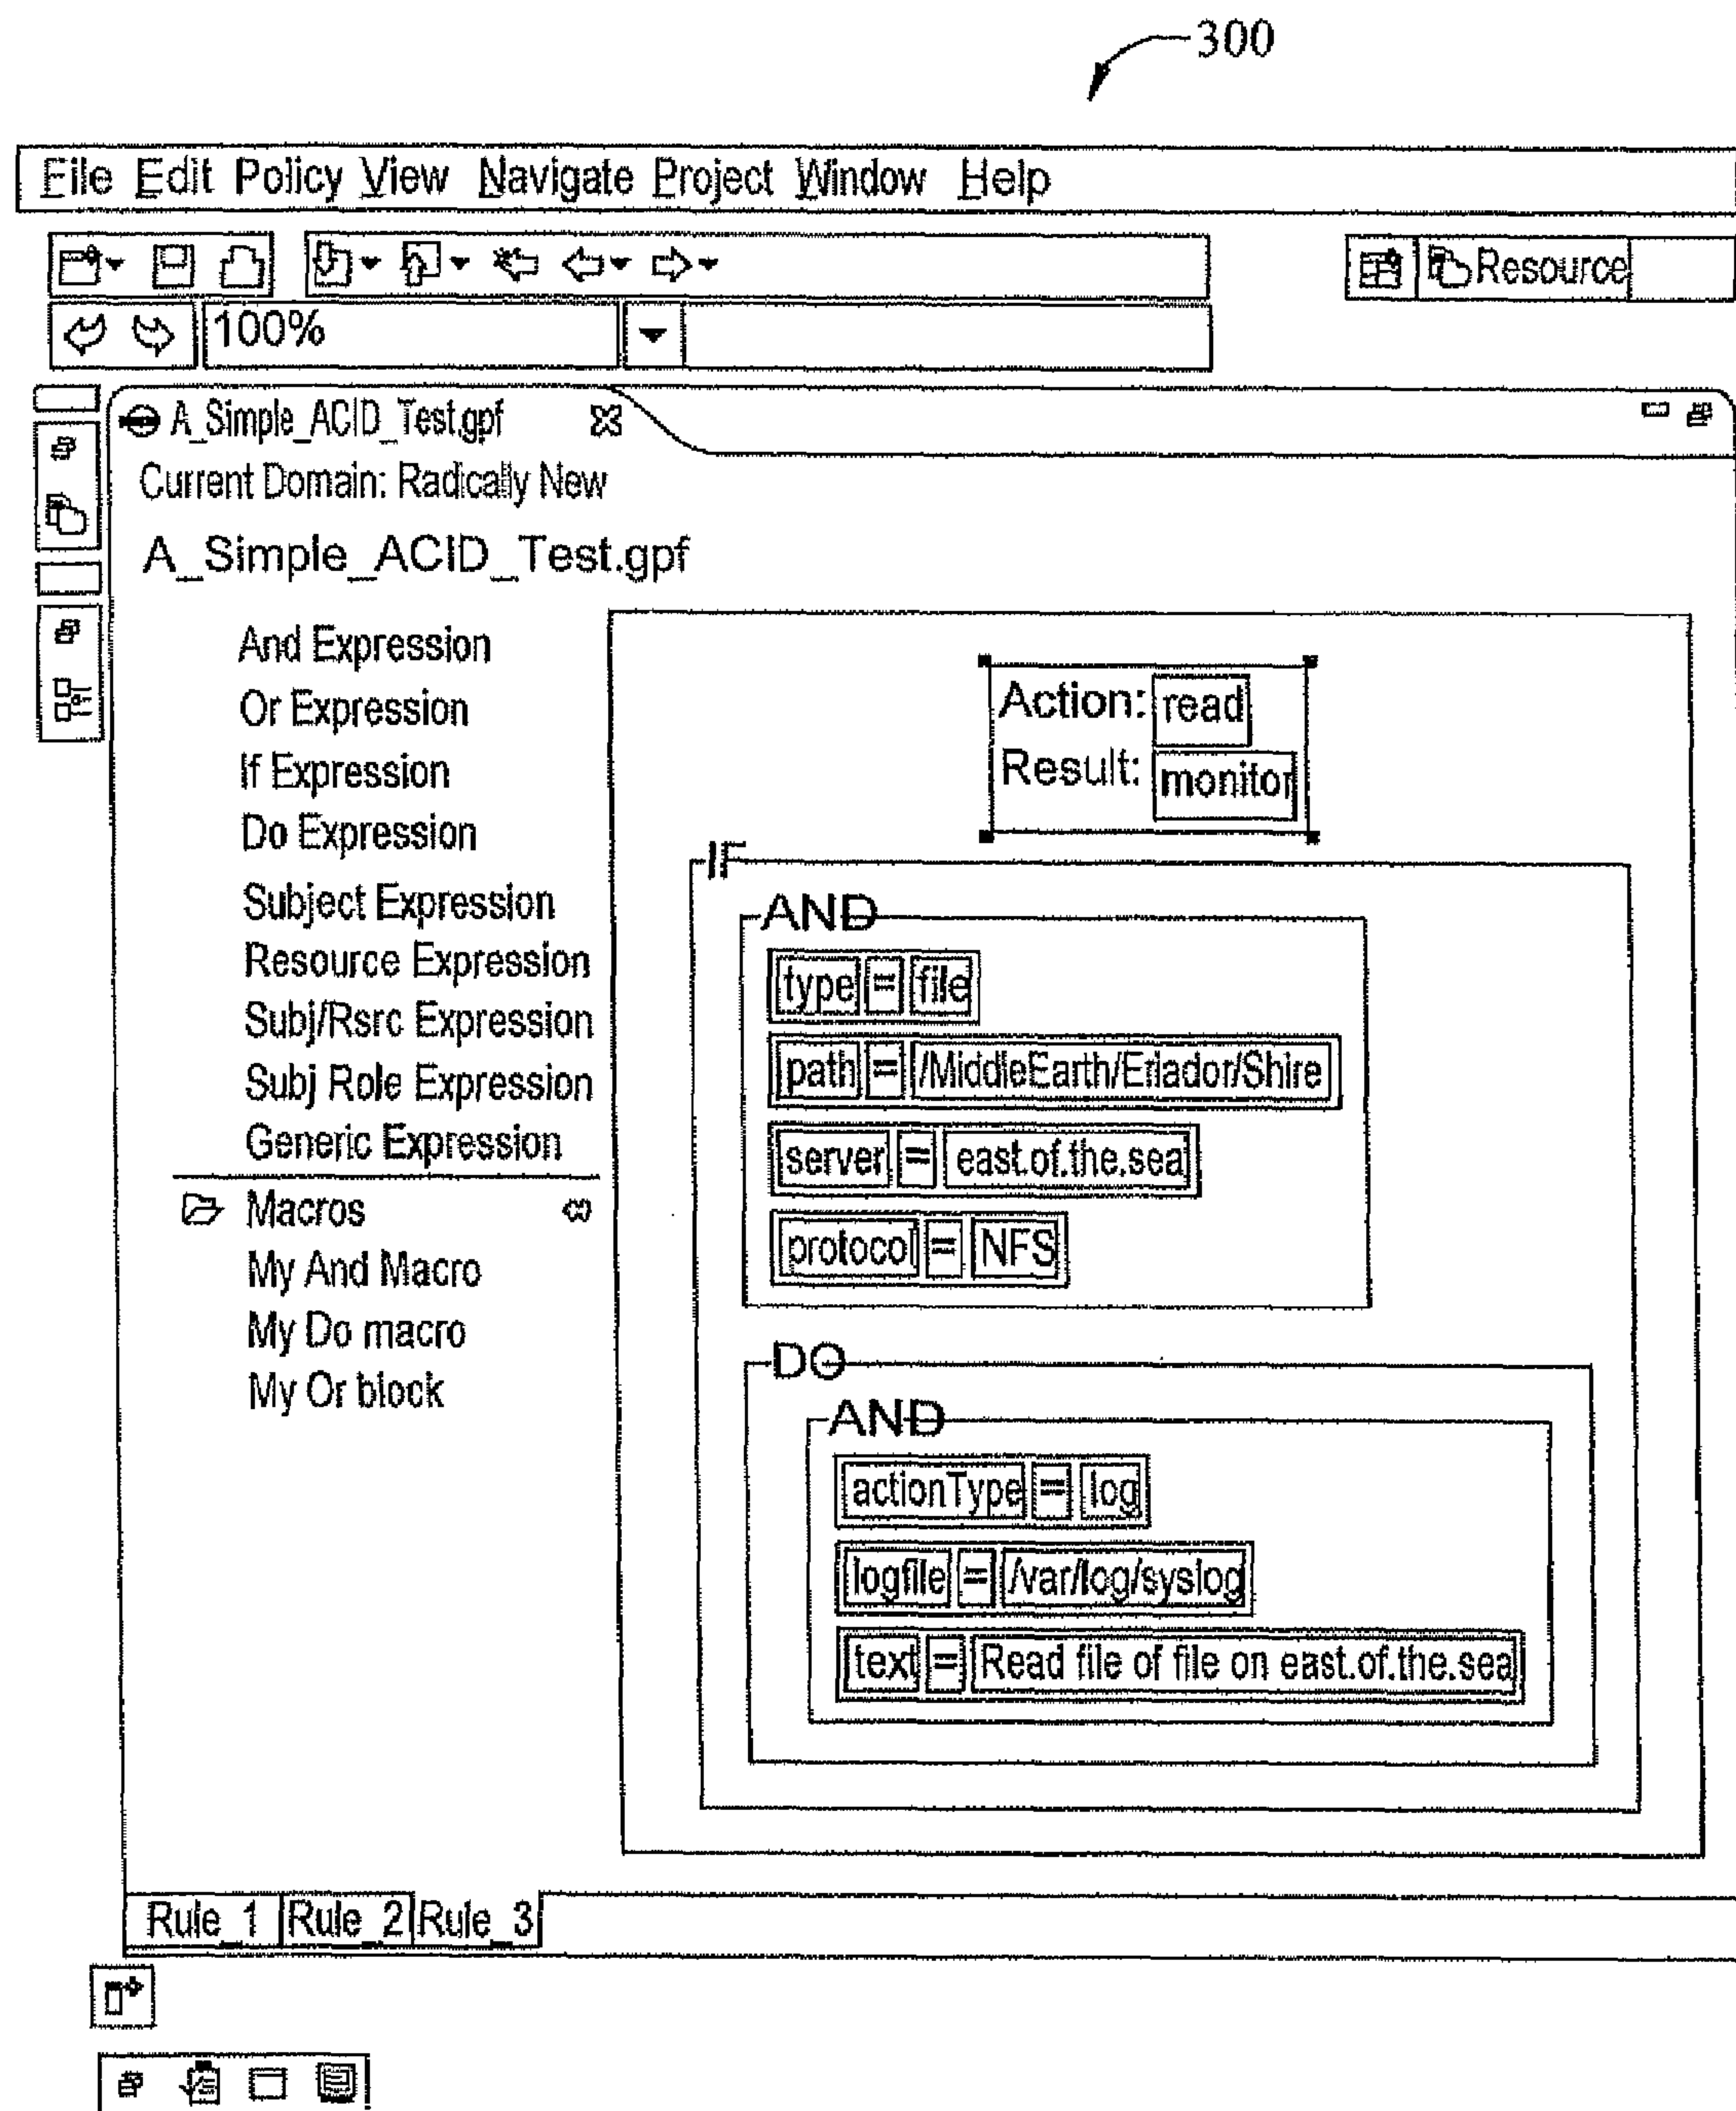 300
File Edit Policy View Navigate Project Window Help
Resource
100%
A_Simple_ACID_Test.gpf
Current Domain: Radically New
A_Simple_ACID_Test.gpf
And Expression
Or Expression
If Expression
Do Expression
Subject Expression
Resource Expression
Subj/Rsrc Expression
Subj Role Expression
Generic Expression
Macros
My And Macro
My Do macro
My Or block
Action: read
Result: monitor
IF
AND
type = file
path = /MiddleEarth/Eriador/Shire
server = east.of.the.sea
protocol = NFS
DO
AND
actionType = log
logfile = /var/log/syslog
text = Read file of file on east.of.the.sea
Rule_1 Rule_2 Rule_3